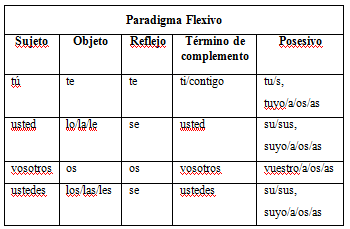 Paradigma Flexivo
Sujeto Objeto Reflejo Término de complemento Posesivo
tú te te ti/contigo tu/s, tuyo/a/os/as
usted lo/la/le se usted su/sus, suyo/a/os/as
vosotros os os vosotros vuestro/a/os/as
ustedes los/las/les se ustedes su/sus, suyo/a/os/as